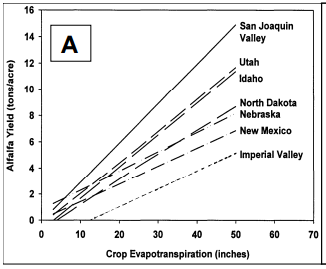 A
16
14
12
10
8
6
4
2
0
Alfalfa Yield (tons/acre)
San Joaquin
Valley
Utah
Idaho
North Dakota
Nebraska
New Mexico
Imperial Valley
0 10 20 30 40 50 60 70
Crop Evapotranspiration (inches)